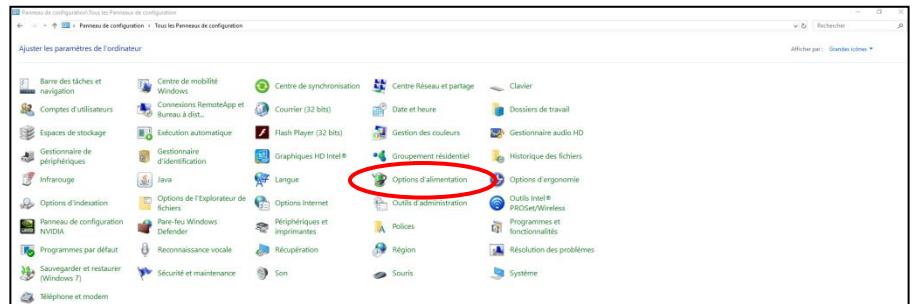 Panneau de configuration\Tous les Panneaux de configuration
Panneau de configuration › Tous les Panneaux de configuration
Rechercher
Ajuster les paramètres de l'ordinateur
Afficher par : Grandes icônes
Barre des tâches et navigation
Centre de mobilité Windows
Centre de synchronisation
Centre Réseau et partage
Clavier
Comptes d'utilisateurs
Connexions RemoteApp et Bureau à dist...
Courrier (32 bits)
Date et heure
Dossiers de travail
Espaces de stockage
Exécution automatique
Flash Player (32 bits)
Gestion des couleurs
Gestionnaire audio HD
Gestionnaire de périphériques
Gestionnaire d'identification
Graphiques HD Intel®
Groupement résidentiel
Historique des fichiers
Infrarouge
Java
Langue
Options d'alimentation
Options d'ergonomie
Options d'indexation
Options de l'Explorateur de fichiers
Options Internet
Outils d'administration
Outils Intel® PROSet/Wireless
Panneau de configuration NVIDIA
Pare-feu Windows Defender
Périphériques et imprimantes
Polices
Programmes et fonctionnalités
Programmes par défaut
Reconnaissance vocale
Récupération
Région
Résolution des problèmes
Sauvegarder et restaurer (Windows 7)
Sécurité et maintenance
Son
Souris
Système
Téléphone et modem